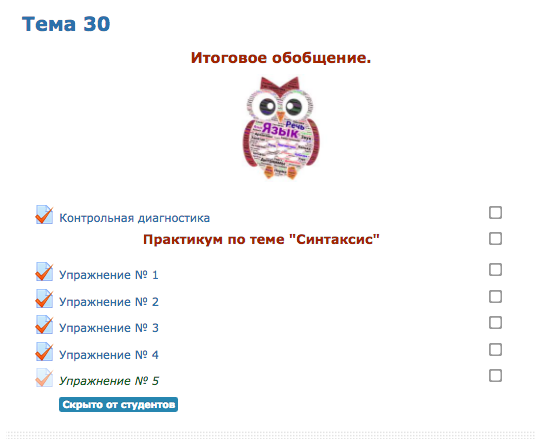 Тема 30
Итоговое обобщение.
Речь
Язык
Контрольная диагностика
Практикум по теме "Синтаксис"
Упражнение № 1
Упражнение № 2
Упражнение № 3
Упражнение № 4
Упражнение № 5
Скрыто от студентов